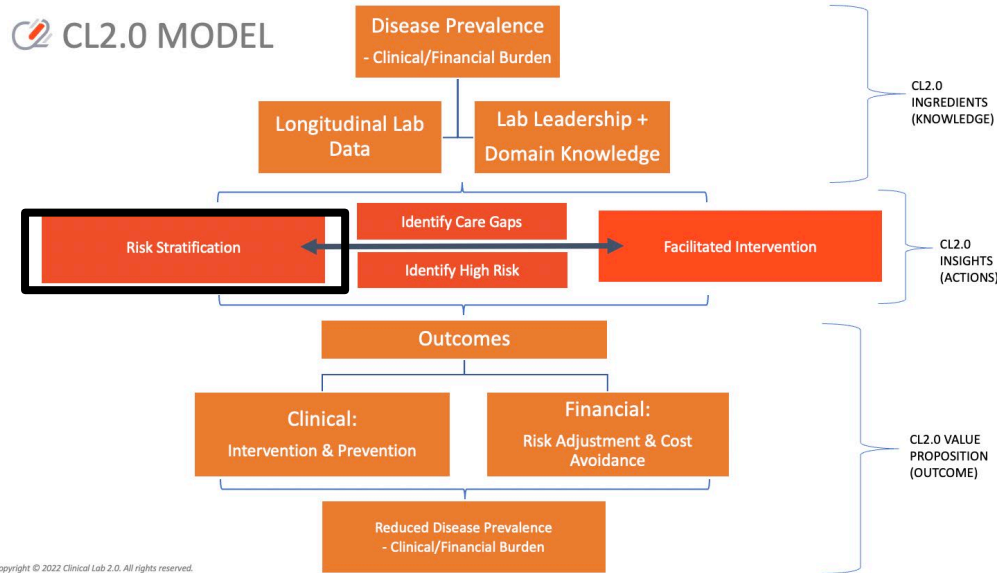 CL2.0 MODEL
Disease Prevalence
- Clinical/Financial Burden
Longitudinal Lab
Data
Lab Leadership +
Domain Knowledge
CL2.0
INGREDIENTS
(KNOWLEDGE)
Risk Stratification
Identify Care Gaps
Identify High Risk
Facilitated Intervention
CL2.0
INSIGHTS
(ACTIONS)
Outcomes
Clinical:
Intervention & Prevention
Financial:
Risk Adjustment & Cost
Avoidance
CL2.0 VALUE
PROPOSITION
(OUTCOME)
Reduced Disease Prevalence
- Clinical/Financial Burden
opyright © 2022 Clinical Lab 2.0. All rights reserved.